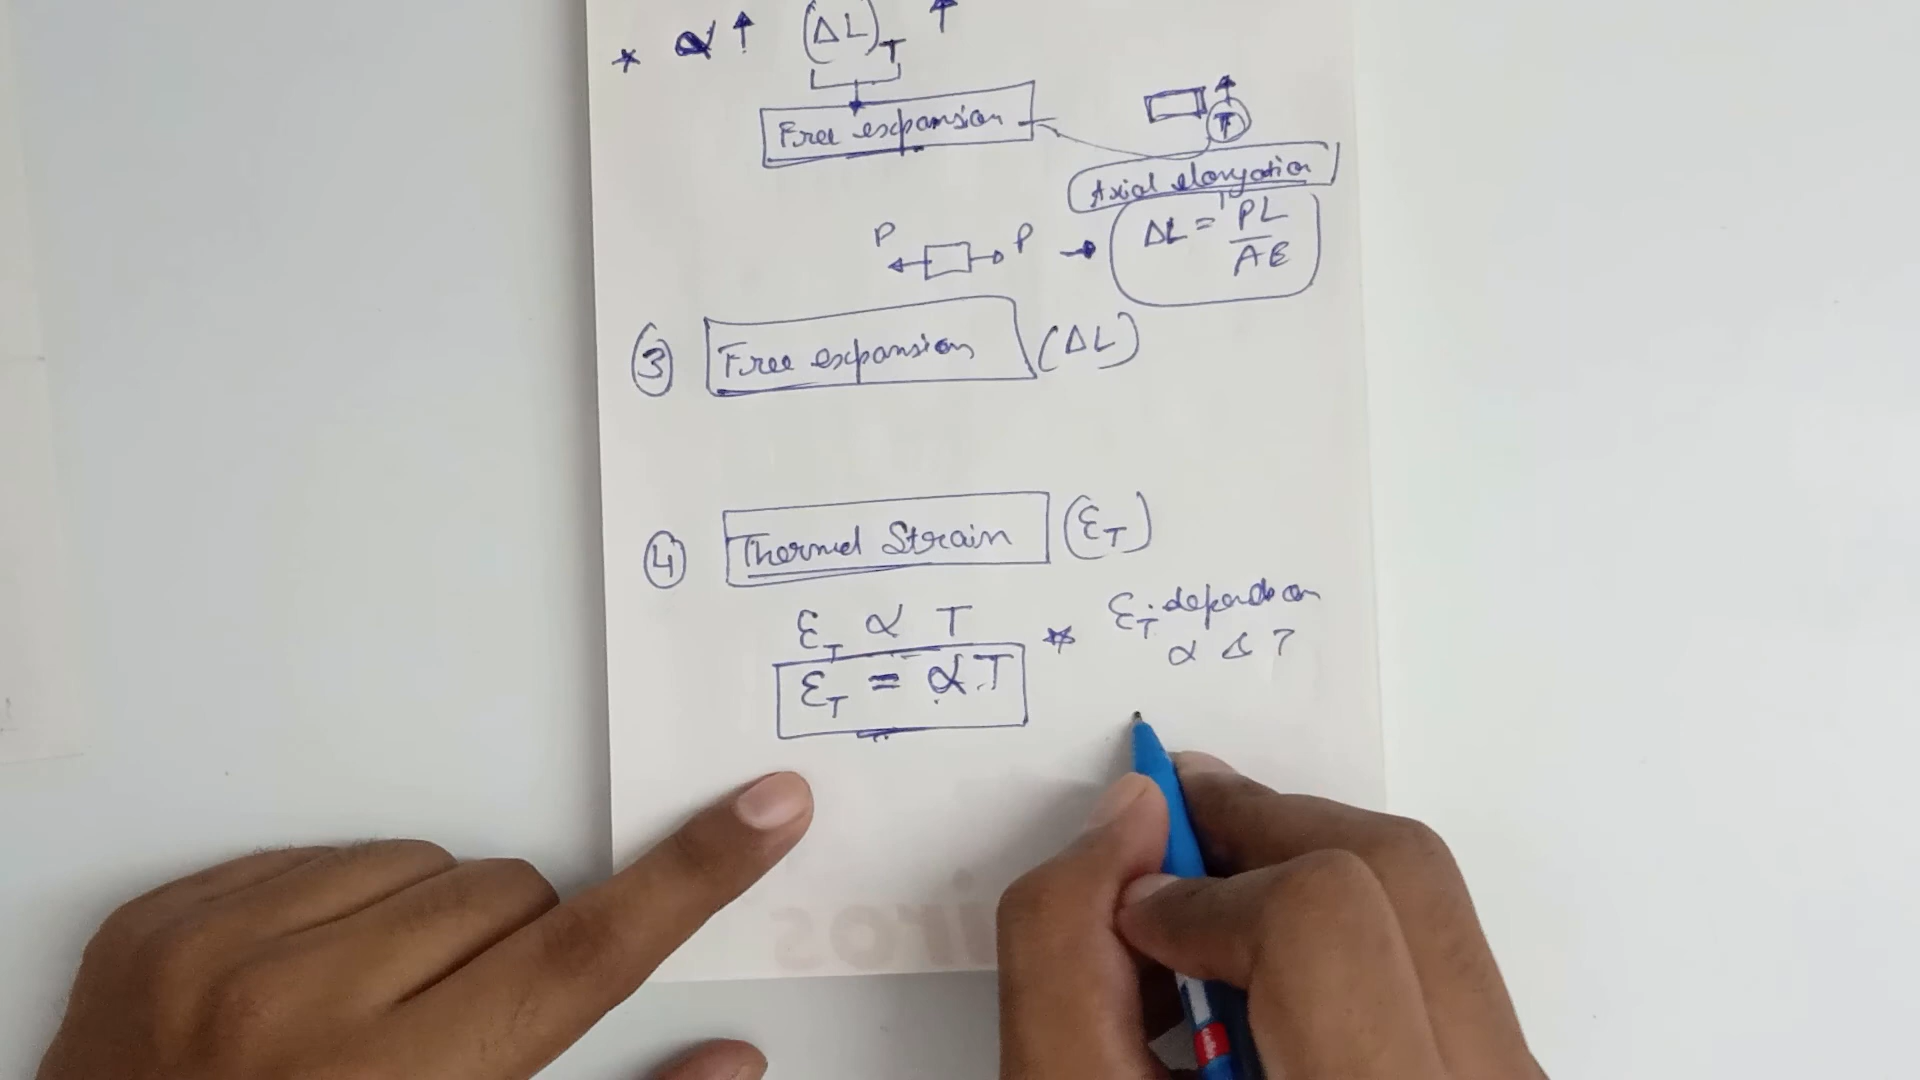 * α ↑ (ΔL)T ↑
Free expansion
T ↑
Axial elongation
P P → ΔL = PL/AE
③ Free expansion (ΔL)
④ Thermal Strain (εT)
εT α T
εT = αT
* εT depends on
α & T